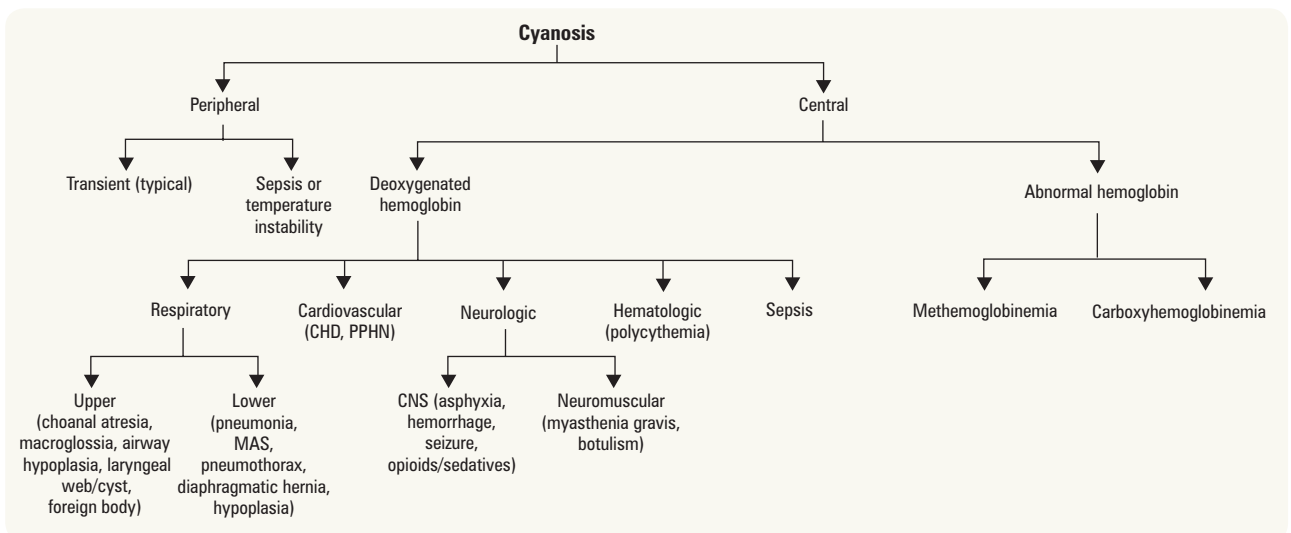 Cyanosis
Peripheral
Central
Transient (typical)
Sepsis or
temperature
instability
Deoxygenated
hemoglobin
Abnormal hemoglobin
Respiratory
Cardiovascular
(CHD, PPHN)
Neurologic
Hematologic
(polycythemia)
Sepsis
Methemoglobinemia
Carboxyhemoglobinemia
Upper
(choanal atresia,
macroglossia, airway
hypoplasia, laryngeal
web/cyst,
foreign body)
Lower
(pneumonia,
MAS,
pneumothorax,
diaphragmatic hernia,
hypoplasia)
CNS (asphyxia,
hemorrhage,
seizure,
opioids/sedatives)
Neuromuscular
(myasthenia gravis,
botulism)